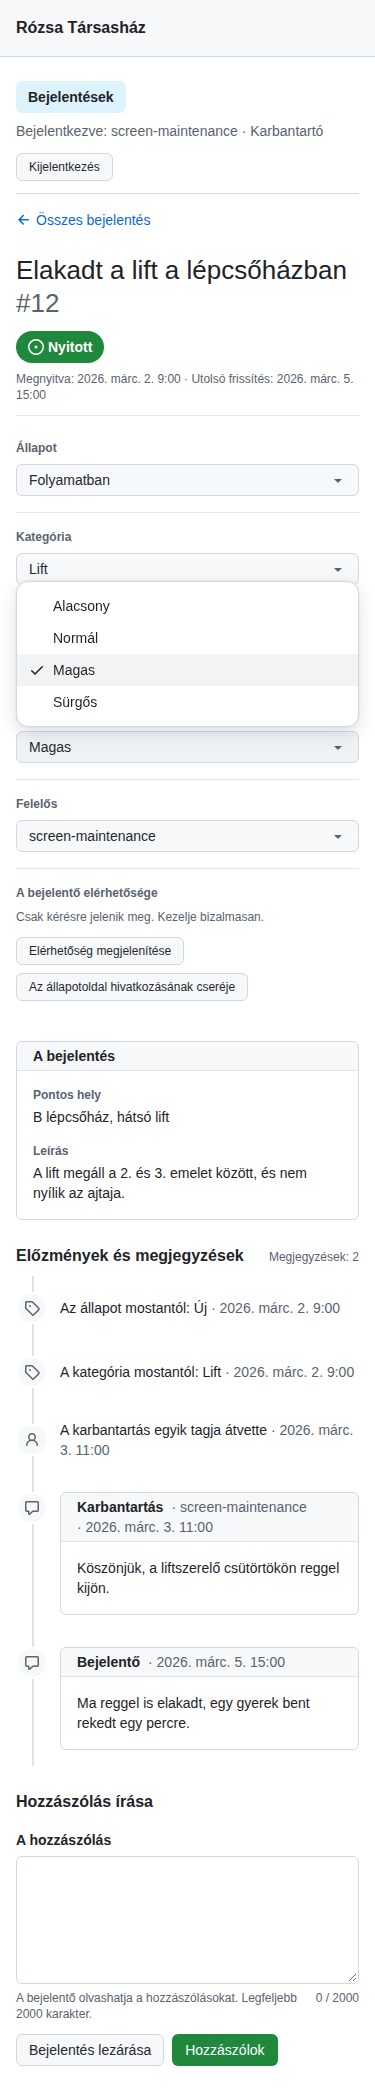 Rózsa Társasház
Bejelentések
Bejelentkezve: screen-maintenance · Karbantartó
Kijelentkezés
Összes bejelentés
Elakadt a lift a lépcsőházban
#12
Nyitott
Megnyitva: 2026. márc. 2. 9:00 · Utolsó frissítés: 2026. márc. 5.
15:00
Állapot
Folyamatban
Kategória
Lift
Alacsony
Normál
Magas
Sürgős
Magas
Felelős
screen-maintenance
A bejelentő elérhetősége
Csak kérésre jelenik meg. Kezelje bizalmasan.
Elérhetőség megjelenítése
Az állapotoldal hivatkozásának cseréje
A bejelentés
Pontos hely
B lépcsőház, hátsó lift
Leírás
A lift megáll a 2. és 3. emelet között, és nem
nyílik az ajtaja.
Előzmények és megjegyzések
Megjegyzések: 2
Az állapot mostantól: Új · 2026. márc. 2. 9:00
A kategória mostantól: Lift · 2026. márc. 2. 9:00
A karbantartás egyik tagja átvette · 2026. márc.
3. 11:00
Karbantartás · screen-maintenance
· 2026. márc. 3. 11:00
Köszönjük, a liftszerelő csütörtökön reggel
kijön.
Bejelentő · 2026. márc. 5. 15:00
Ma reggel is elakadt, egy gyerek bent
rekedt egy percre.
Hozzászólás írása
A hozzászólás
A bejelentő olvashatja a hozzászólásokat. Legfeljebb
2000 karakter.
0 / 2000
Bejelentés lezárása
Hozzászólok